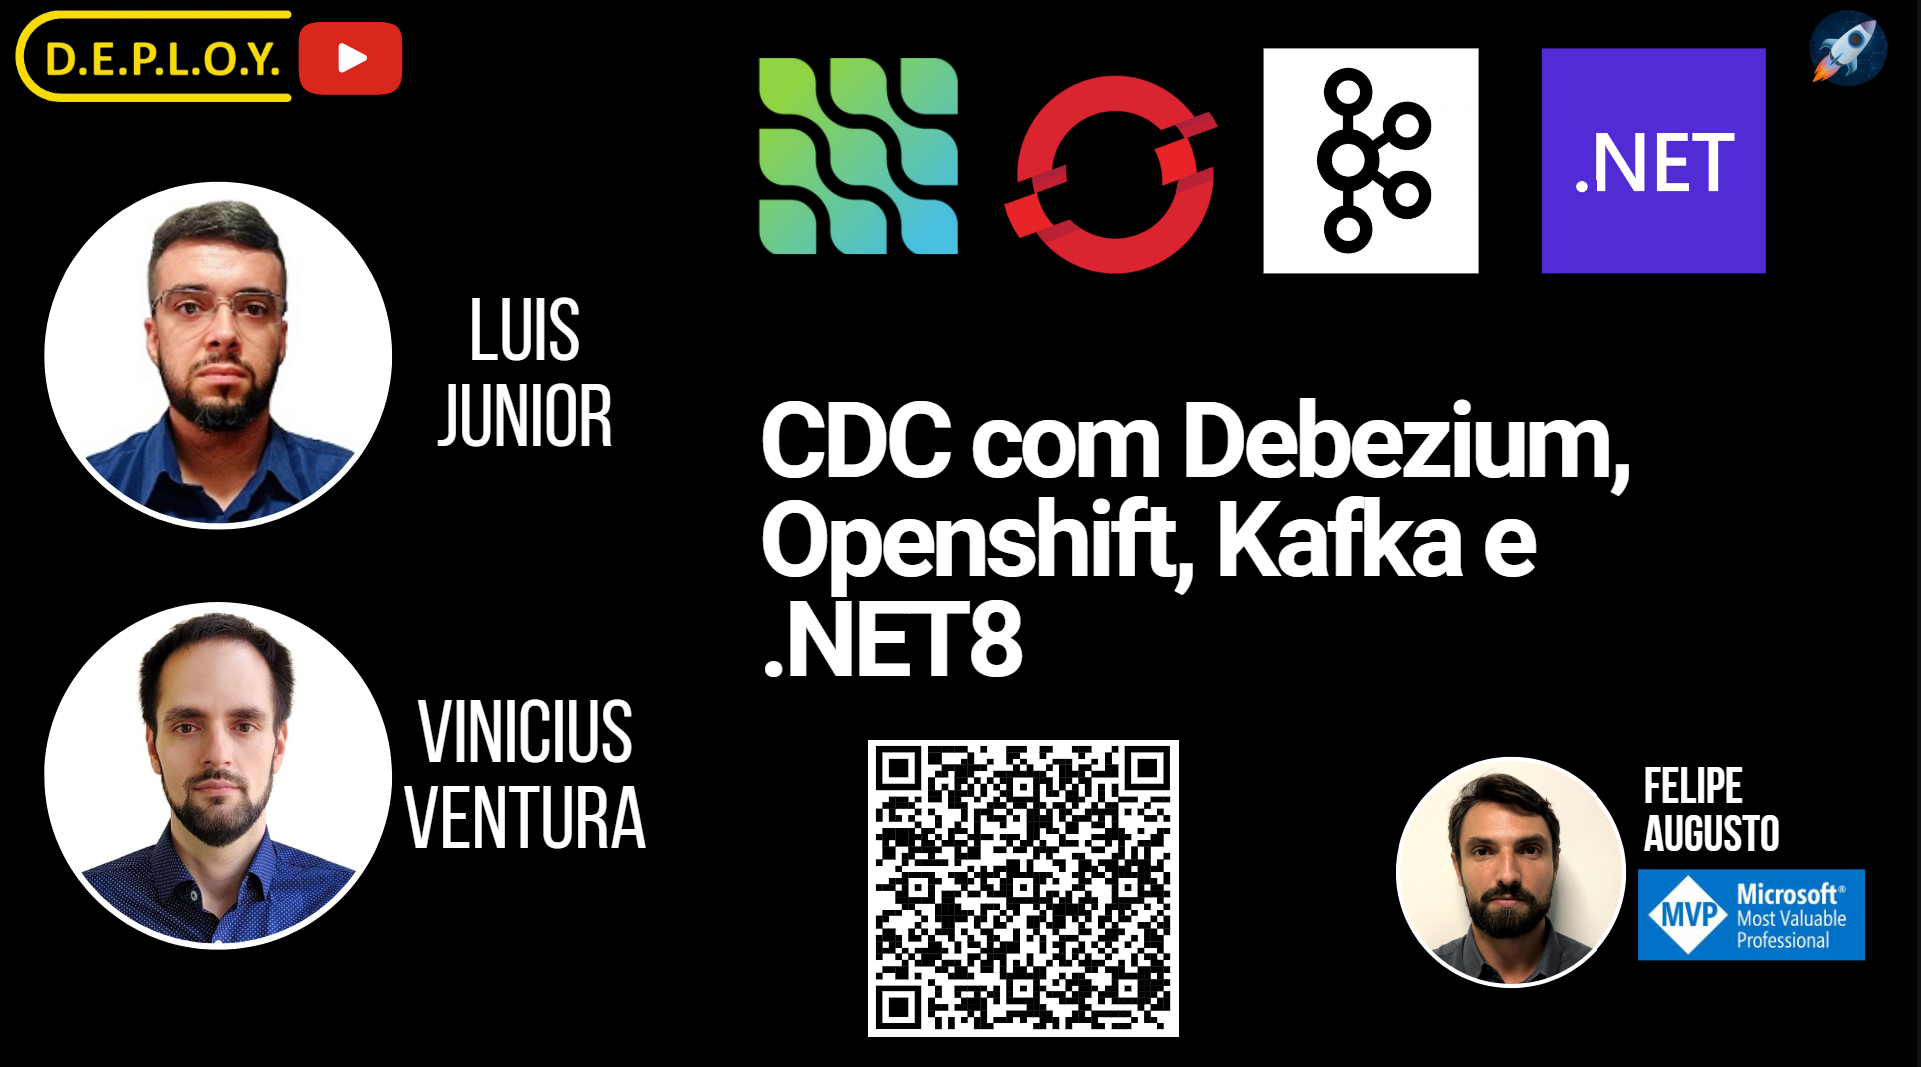 D.E.P.L.O.Y.
.NET
LUIS
JUNIOR
CDC com Debezium,
Openshift, Kafka e
.NET8
VINICIUS
VENTURA
FELIPE
AUGUSTO
MVP
Microsoft®
Most Valuable
Professional